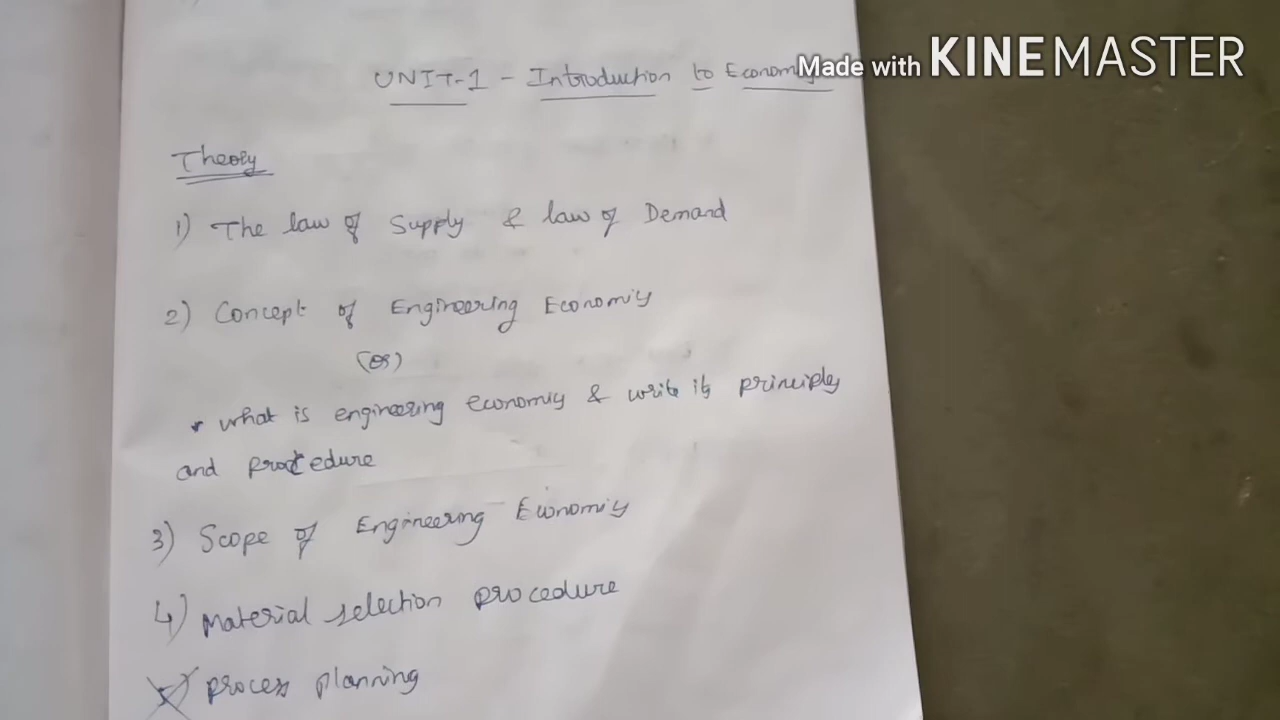 UNIT-1 - Introduction to Economy
Made with KINEMASTER
Theory
1) The law of Supply & law of Demand
2) Concept of Engineering Economy
(or)
* what is engineering economy & write its principles
and procedure
3) Scope of Engineering Economy
4) Material selection procedure
5) process planning